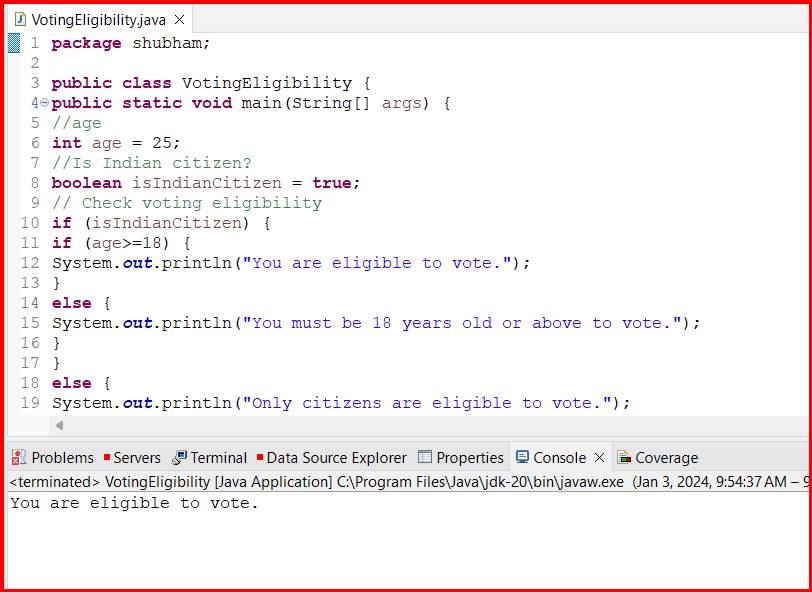 VotingEligibility.java
1 package shubham;
2
3 public class VotingEligibility {
4 public static void main(String[] args) {
5 //age
6 int age = 25;
7 //Is Indian citizen?
8 boolean isIndianCitizen = true;
9 // Check voting eligibility
10 if (isIndianCitizen) {
11 if (age>=18) {
12 System.out.println("You are eligible to vote.");
13 }
14 else {
15 System.out.println("You must be 18 years old or above to vote.");
16 }
17 }
18 else {
19 System.out.println("Only citizens are eligible to vote.");
Problems Servers Terminal Data Source Explorer Properties Console Coverage
<terminated> VotingEligibility [Java Application] C:\Program Files\Java\jdk-20\bin\javaw.exe (Jan 3, 2024, 9:54:37 AM – 9
You are eligible to vote.